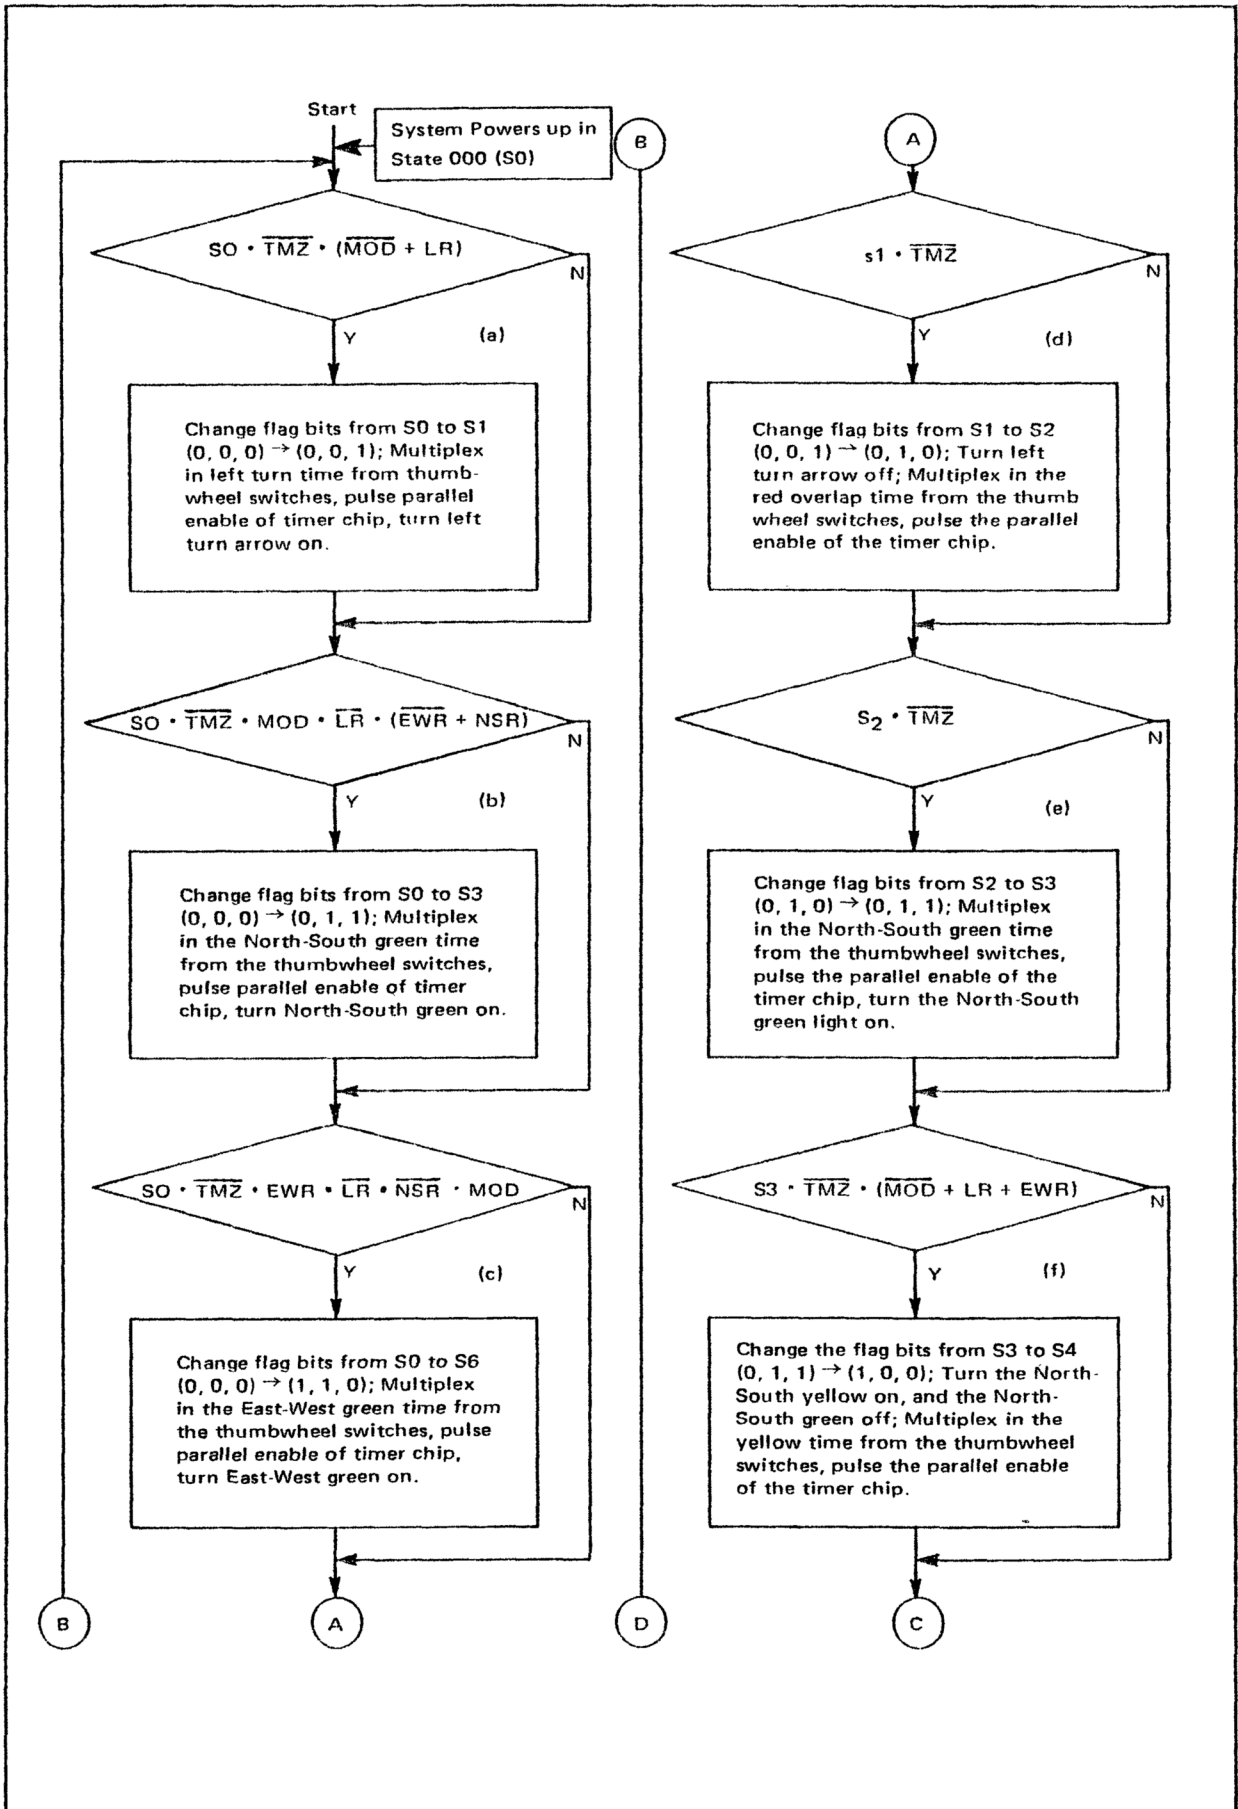 Start
System Powers up in
State 000 (S0)
SO · T̅M̅Z̅ · (M̅O̅D̅ + LR)
N
Y
(a)
Change flag bits from S0 to S1
(0, 0, 0) → (0, 0, 1); Multiplex
in left turn time from thumb-
wheel switches, pulse parallel
enable of timer chip, turn left
turn arrow on.
SO · T̅M̅Z̅ · MOD · L̅R̅ · (E̅W̅R̅ + NSR)
N
Y
(b)
Change flag bits from S0 to S3
(0, 0, 0) → (0, 1, 1); Multiplex
in the North-South green time
from the thumbwheel switches,
pulse parallel enable of timer
chip, turn North-South green on.
SO · T̅M̅Z̅ · EWR · L̅R̅ · N̅S̅R̅ · MOD
N
Y
(c)
Change flag bits from S0 to S6
(0, 0, 0) → (1, 1, 0); Multiplex
in the East-West green time from
the thumbwheel switches, pulse
parallel enable of timer chip,
turn East-West green on.
B
A
B
D
A
s1 · T̅M̅Z̅
N
Y
(d)
Change flag bits from S1 to S2
(0, 0, 1) → (0, 1, 0); Turn left
turn arrow off; Multiplex in the
red overlap time from the thumb
wheel switches, pulse the parallel
enable of the timer chip.
S₂ · T̅M̅Z̅
N
Y
(e)
Change flag bits from S2 to S3
(0, 1, 0) → (0, 1, 1); Multiplex
in the North-South green time
from the thumbwheel switches,
pulse the parallel enable of the
timer chip, turn the North-South
green light on.
S3 · T̅M̅Z̅ · (M̅O̅D̅ + LR + EWR)
N
Y
(f)
Change the flag bits from S3 to S4
(0, 1, 1) → (1, 0, 0); Turn the North-
South yellow on, and the North-
South green off; Multiplex in the
yellow time from the thumbwheel
switches, pulse the parallel enable
of the timer chip.
C